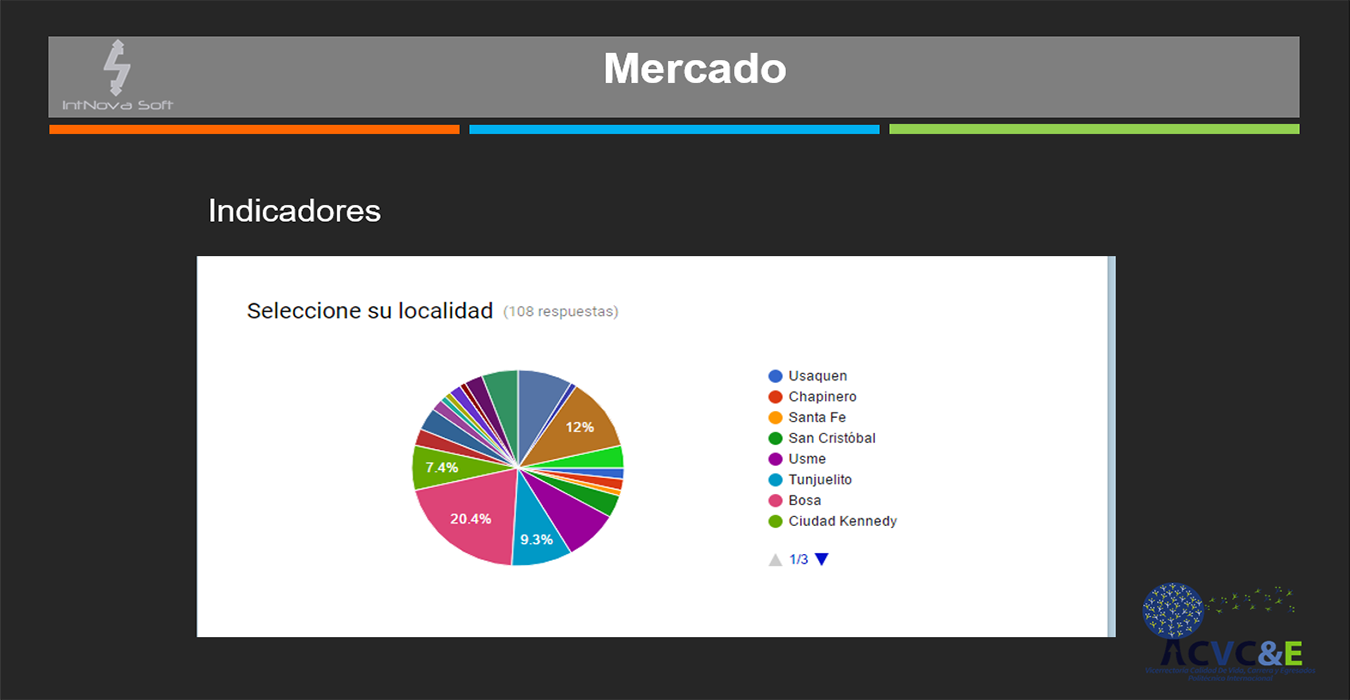 IntNova Soft
Mercado
Indicadores
Seleccione su localidad (108 respuestas)
12%
7.4%
20.4%
9.3%
Usaquen
Chapinero
Santa Fe
San Cristóbal
Usme
Tunjuelito
Bosa
Ciudad Kennedy
1/3
ACVC&E